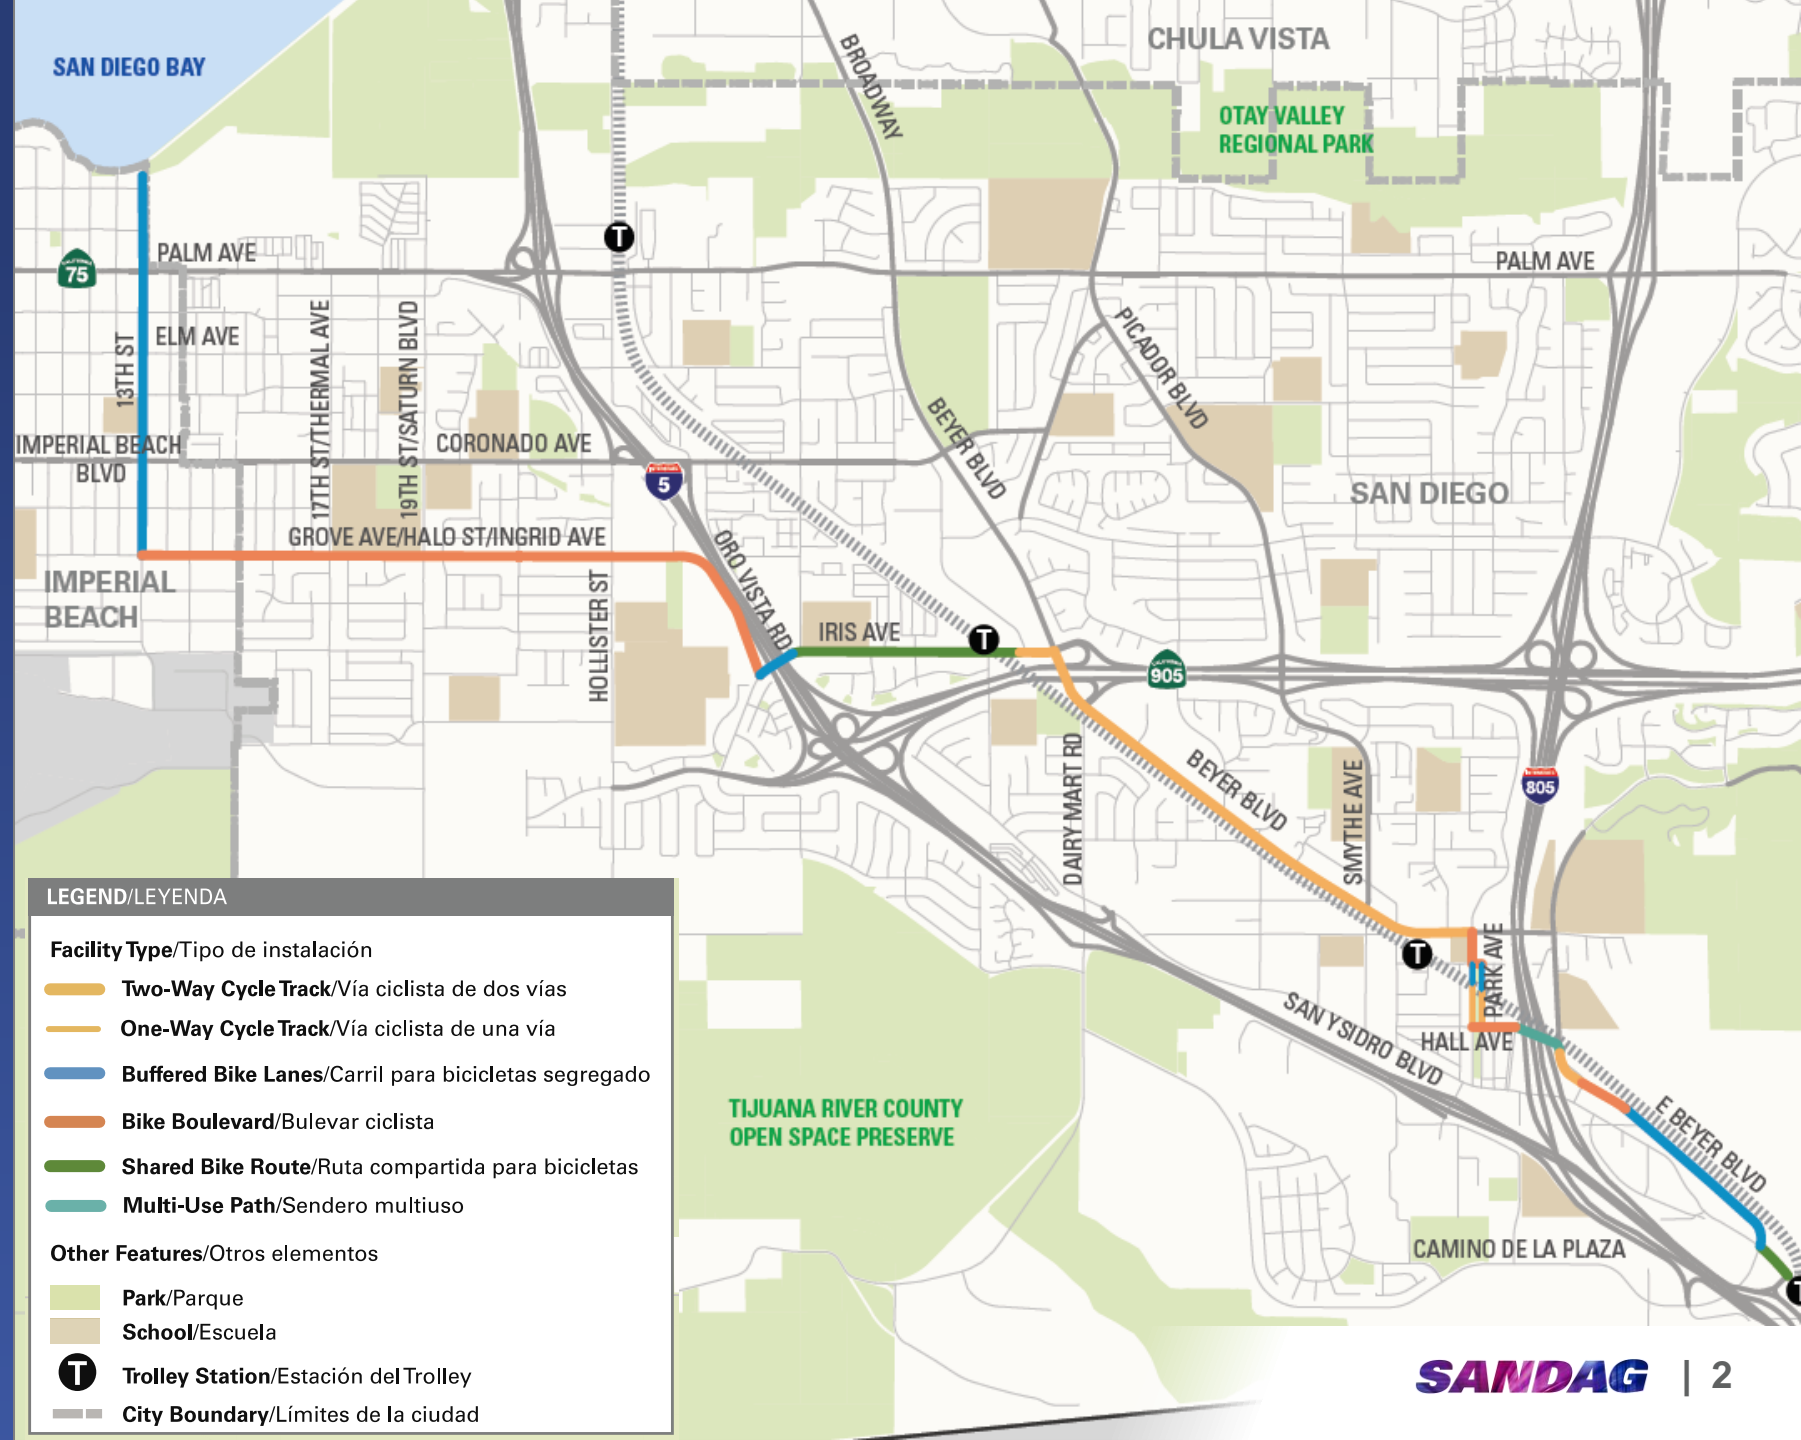 CHULA VISTA
SAN DIEGO BAY
BROADWAY
OTAY VALLEY
REGIONAL PARK
PALM AVE
PALM AVE
75
ELM AVE
13TH ST
17TH ST/THERMAL AVE
19TH ST/SATURN BLVD
PICADOR BLVD
BEYER BLVD
IMPERIAL BEACH
BLVD
CORONADO AVE
5
SAN DIEGO
GROVE AVE/HALO ST/INGRID AVE
ORO VISTA RD
IMPERIAL
BEACH
HOLLISTER ST
IRIS AVE
T
T
905
DAIRY MART RD
BEYER BLVD
SMYTHE AVE
805
T
PARK AVE
HALL AVE
SAN YSIDRO BLVD
E BEYER BLVD
TIJUANA RIVER COUNTY
OPEN SPACE PRESERVE
CAMINO DE LA PLAZA
LEGEND/LEYENDA
Facility Type/Tipo de instalación
Two-Way Cycle Track/Vía ciclista de dos vías
One-Way Cycle Track/Vía ciclista de una vía
Buffered Bike Lanes/Carril para bicicletas segregado
Bike Boulevard/Bulevar ciclista
Shared Bike Route/Ruta compartida para bicicletas
Multi-Use Path/Sendero multiuso
Other Features/Otros elementos
Park/Parque
School/Escuela
T Trolley Station/Estación del Trolley
City Boundary/Límites de la ciudad
SANDAG | 2